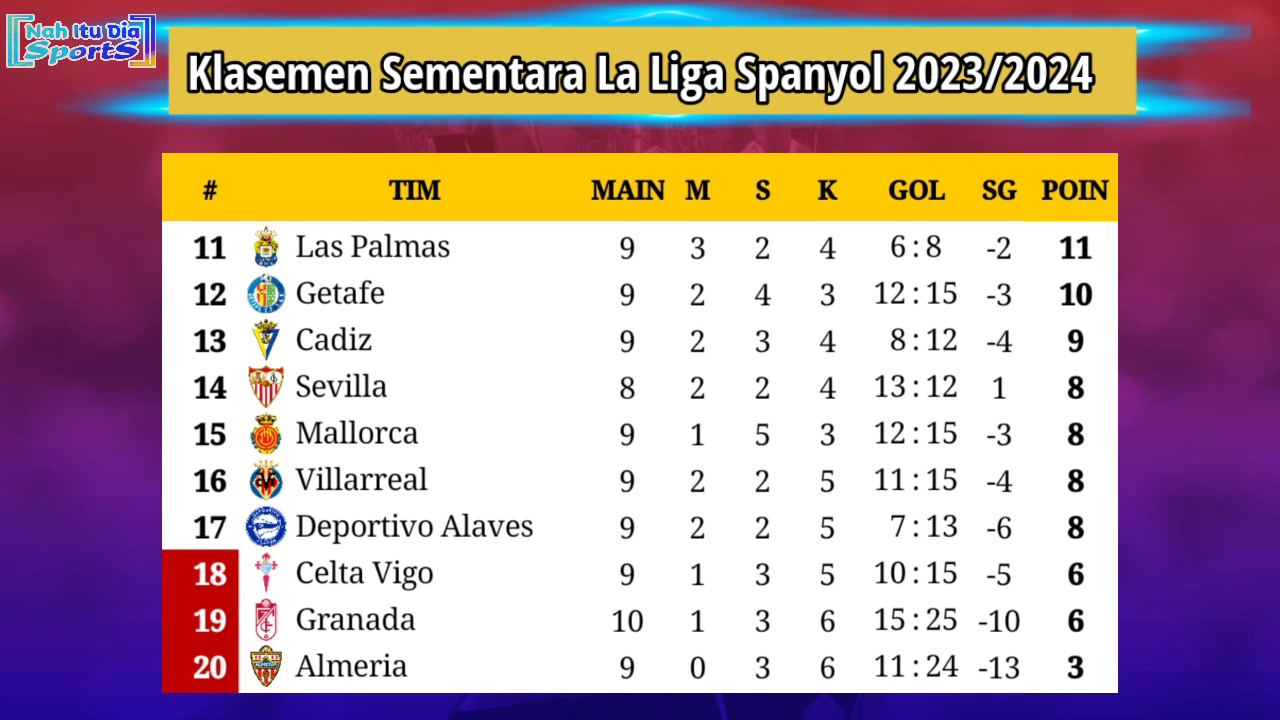 Nah Itu Dia
SportS
Klasemen Sementara La Liga Spanyol 2023/2024
# TIM MAIN M S K GOL SG POIN
11 Las Palmas 9 3 2 4 6:8 -2 11
12 Getafe 9 2 4 3 12:15 -3 10
13 Cadiz 9 2 3 4 8:12 -4 9
14 Sevilla 8 2 2 4 13:12 1 8
15 Mallorca 9 1 5 3 12:15 -3 8
16 Villarreal 9 2 2 5 11:15 -4 8
17 Deportivo Alaves 9 2 2 5 7:13 -6 8
18 Celta Vigo 9 1 3 5 10:15 -5 6
19 Granada 10 1 3 6 15:25 -10 6
20 Almeria 9 0 3 6 11:24 -13 3